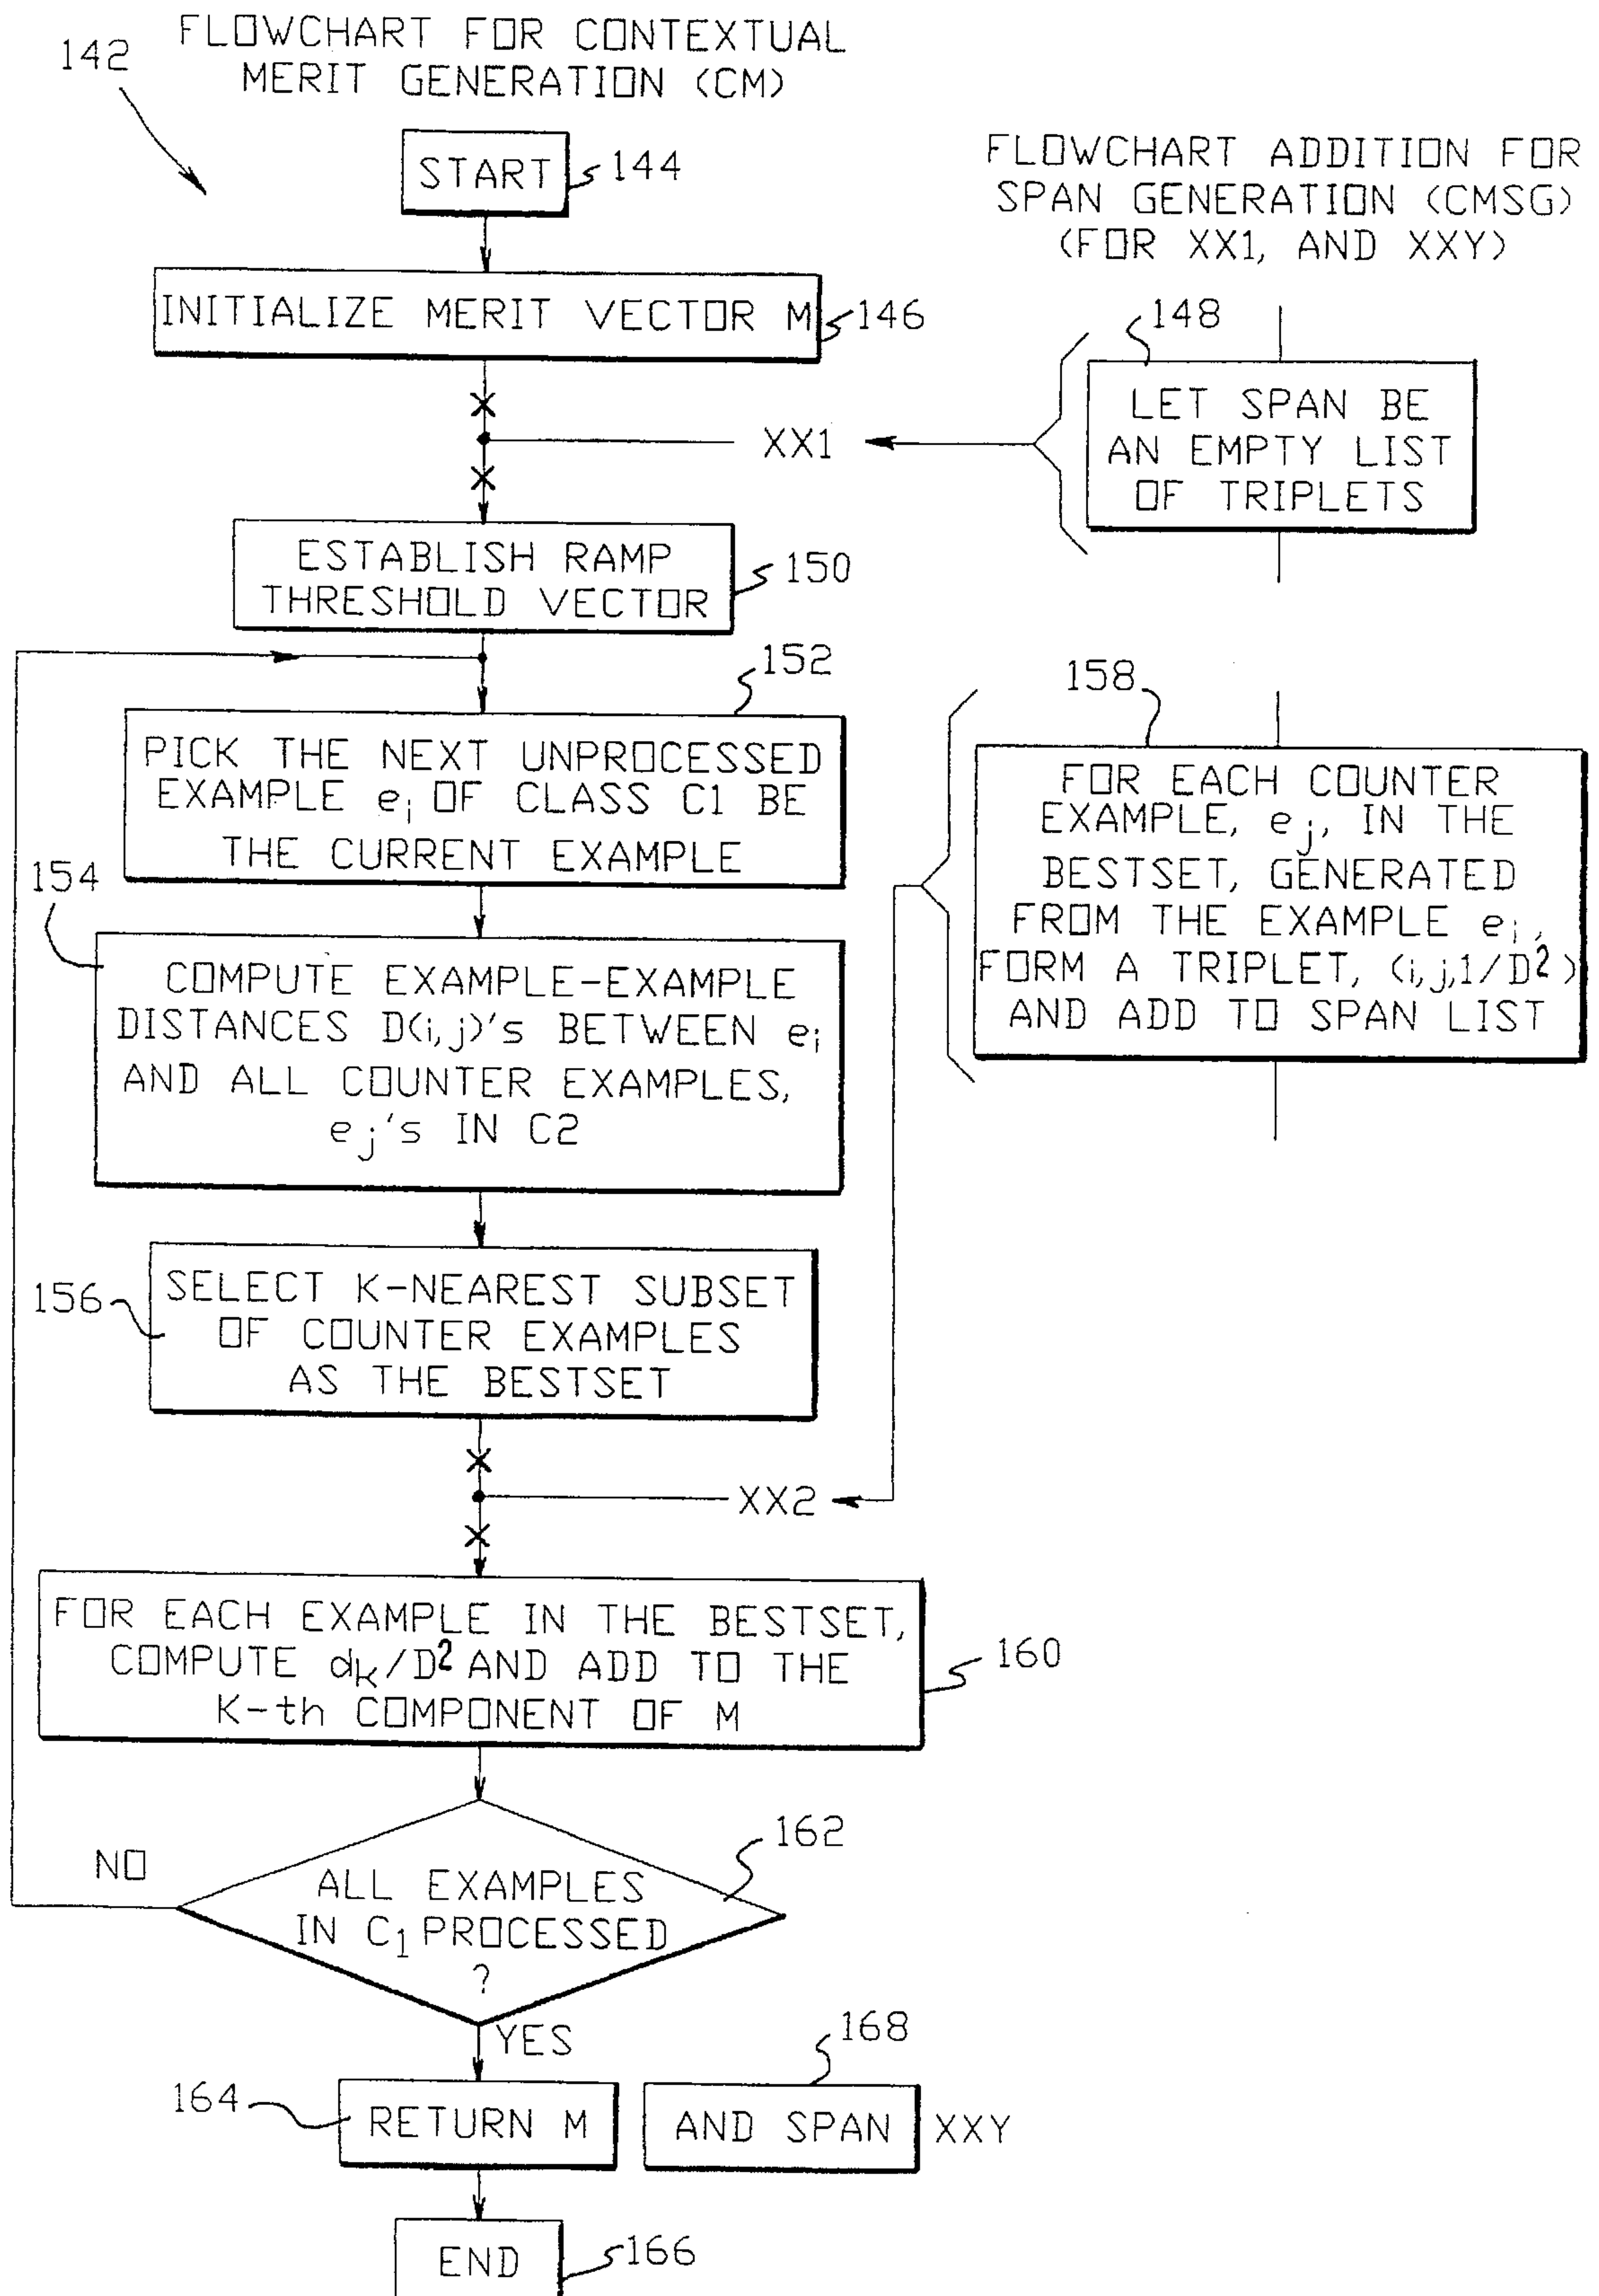 FLOWCHART FOR CONTEXTUAL
MERIT GENERATION (CM)
142
START
144
INITIALIZE MERIT VECTOR M
146
FLOWCHART ADDITION FOR
SPAN GENERATION (CMSG)
(FOR XX1, AND XXY)
148
LET SPAN BE
AN EMPTY LIST
OF TRIPLETS
XX1
ESTABLISH RAMP
THRESHOLD VECTOR
150
152
PICK THE NEXT UNPROCESSED
EXAMPLE ei OF CLASS C1 BE
THE CURRENT EXAMPLE
154
COMPUTE EXAMPLE-EXAMPLE
DISTANCES D(i,j)'s BETWEEN ei
AND ALL COUNTER EXAMPLES,
ej's IN C2
158
FOR EACH COUNTER
EXAMPLE, ej, IN THE
BESTSET, GENERATED
FROM THE EXAMPLE ei,
FORM A TRIPLET, (i,j,1/D²)
AND ADD TO SPAN LIST
156
SELECT K-NEAREST SUBSET
OF COUNTER EXAMPLES
AS THE BESTSET
XX2
FOR EACH EXAMPLE IN THE BESTSET,
COMPUTE dk/D² AND ADD TO THE
K-th COMPONENT OF M
160
162
ALL EXAMPLES
IN C1 PROCESSED
?
NO
YES
164
RETURN M
168
AND SPAN
XXY
END
166